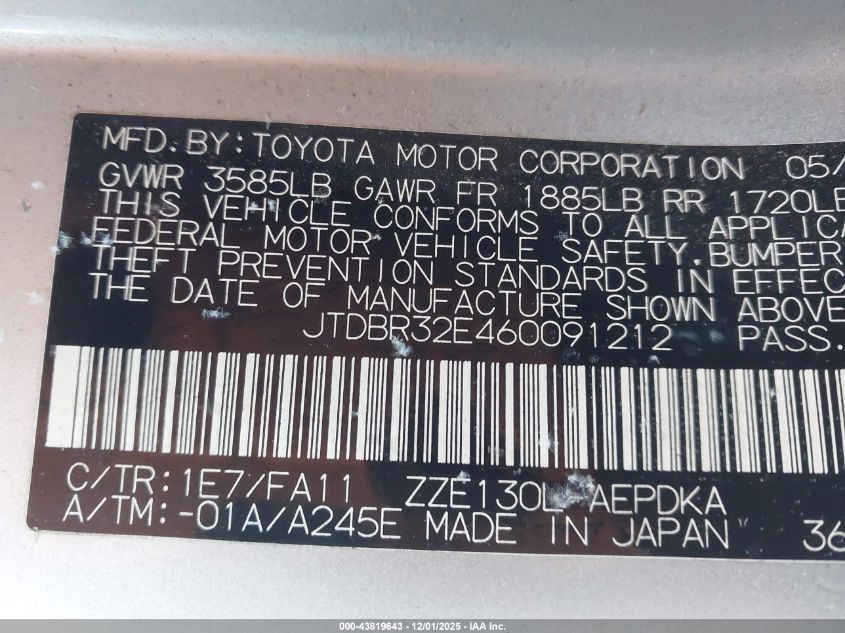 MFD. BY: TOYOTA MOTOR CORPORATION 05/
GVWR 3585LB GAWR FR 1885LB RR 1720LB
THIS VEHICLE CONFORMS TO ALL APPLICA
FEDERAL MOTOR VEHICLE SAFETY, BUMPER
THEFT PREVENTION STANDARDS IN EFFEC
THE DATE OF MANUFACTURE SHOWN ABOVE
JTDBR32E460091212 PASS.
C/TR: 1E7/FA11 ZZE130L-AEPDKA
A/TM: -01A/A245E MADE IN JAPAN 36
000-43819643 - 12/01/2025 - IAA Inc.